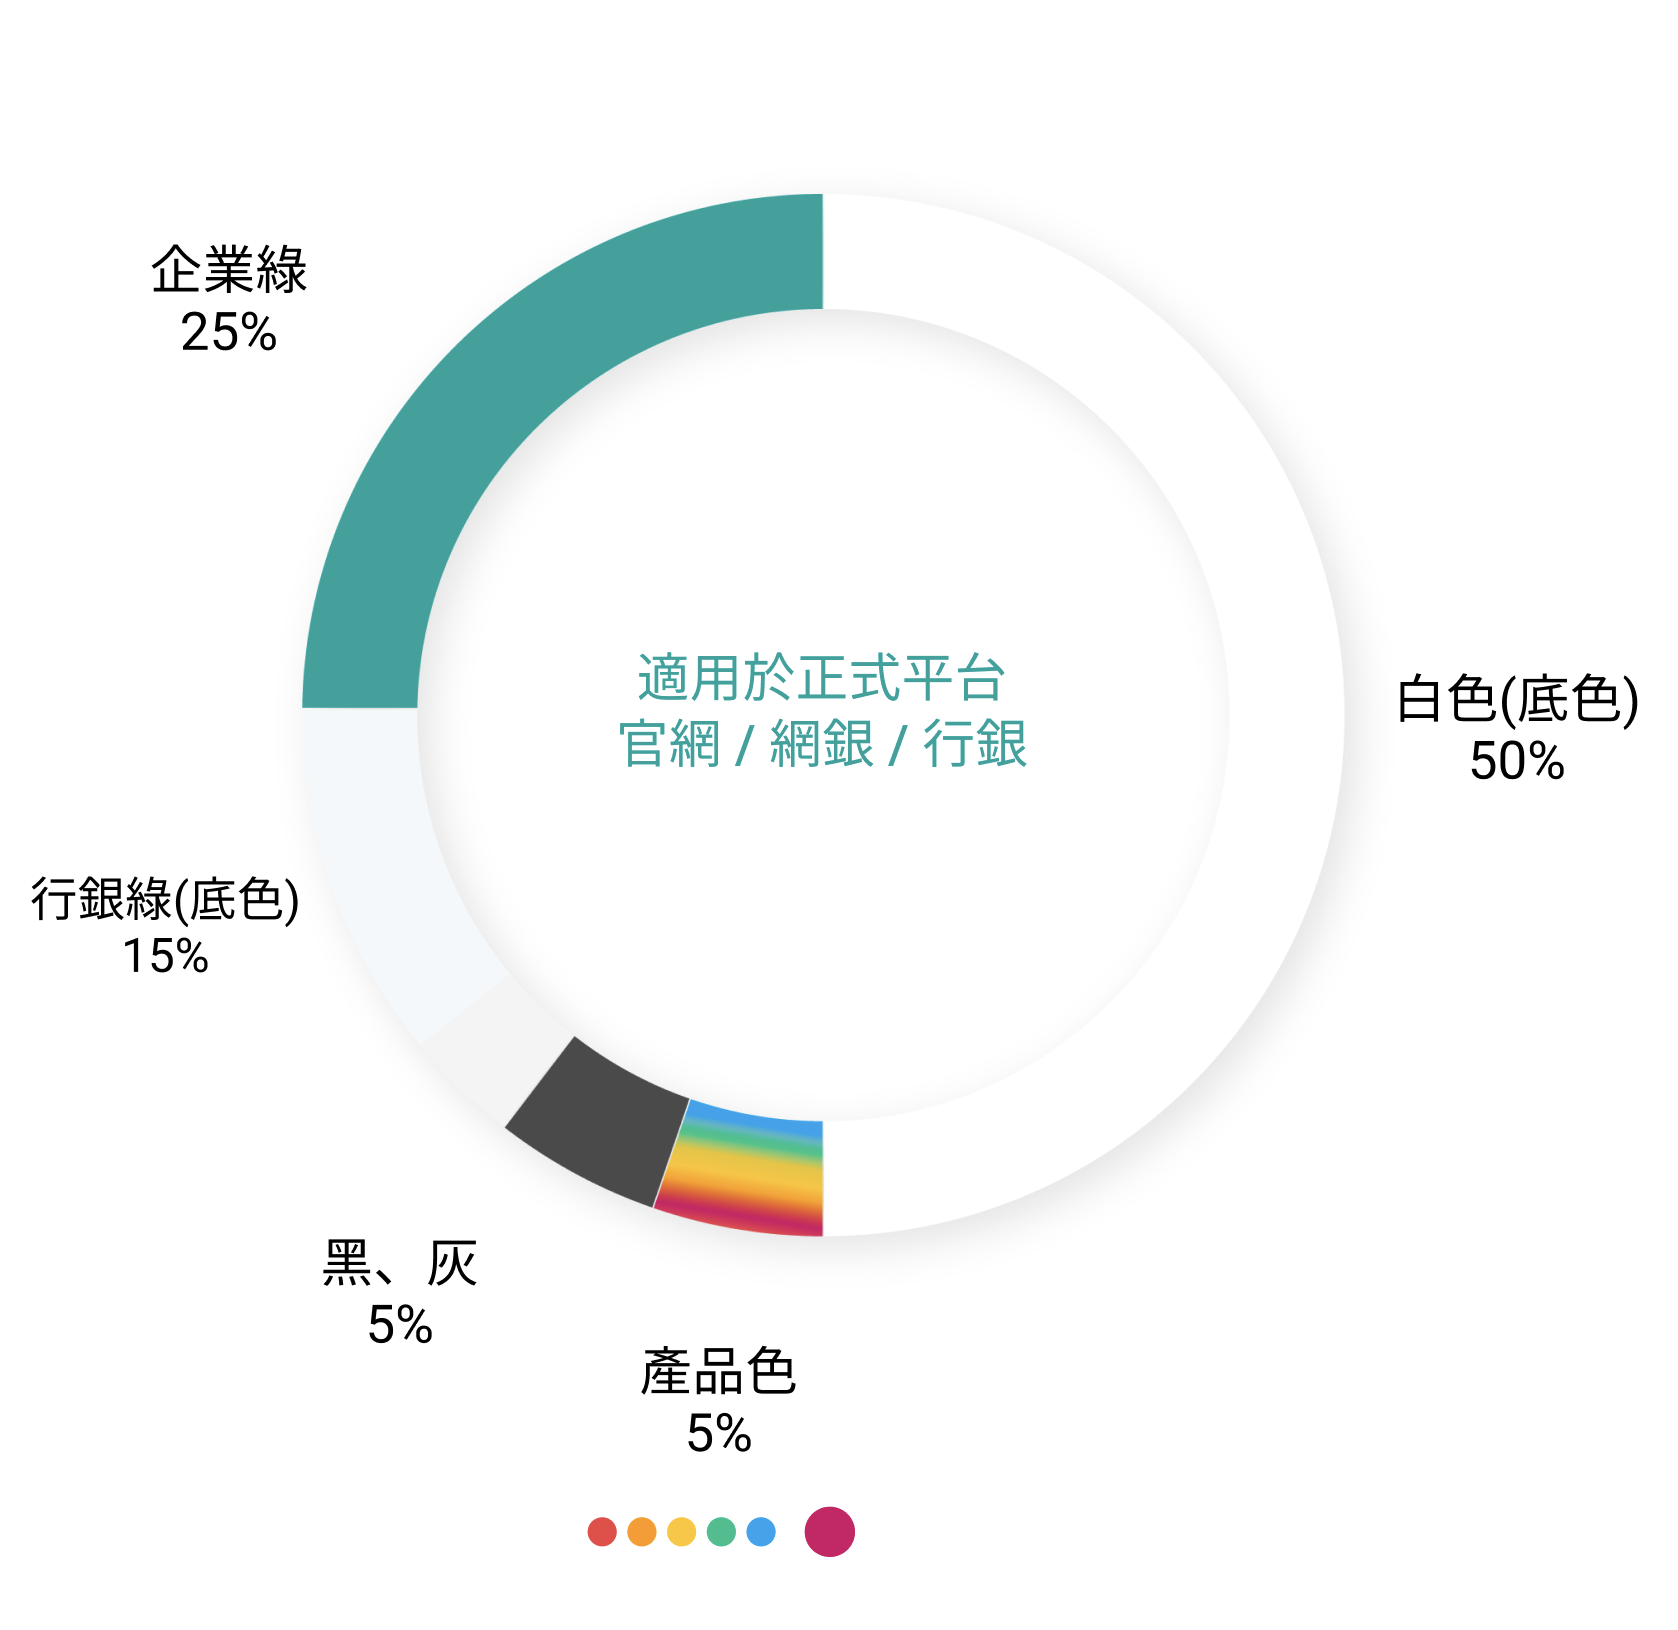 企業綠
25%
適用於正式平台
官網 / 網銀 / 行銀
白色(底色)
50%
行銀綠(底色)
15%
黑、灰
5%
產品色
5%